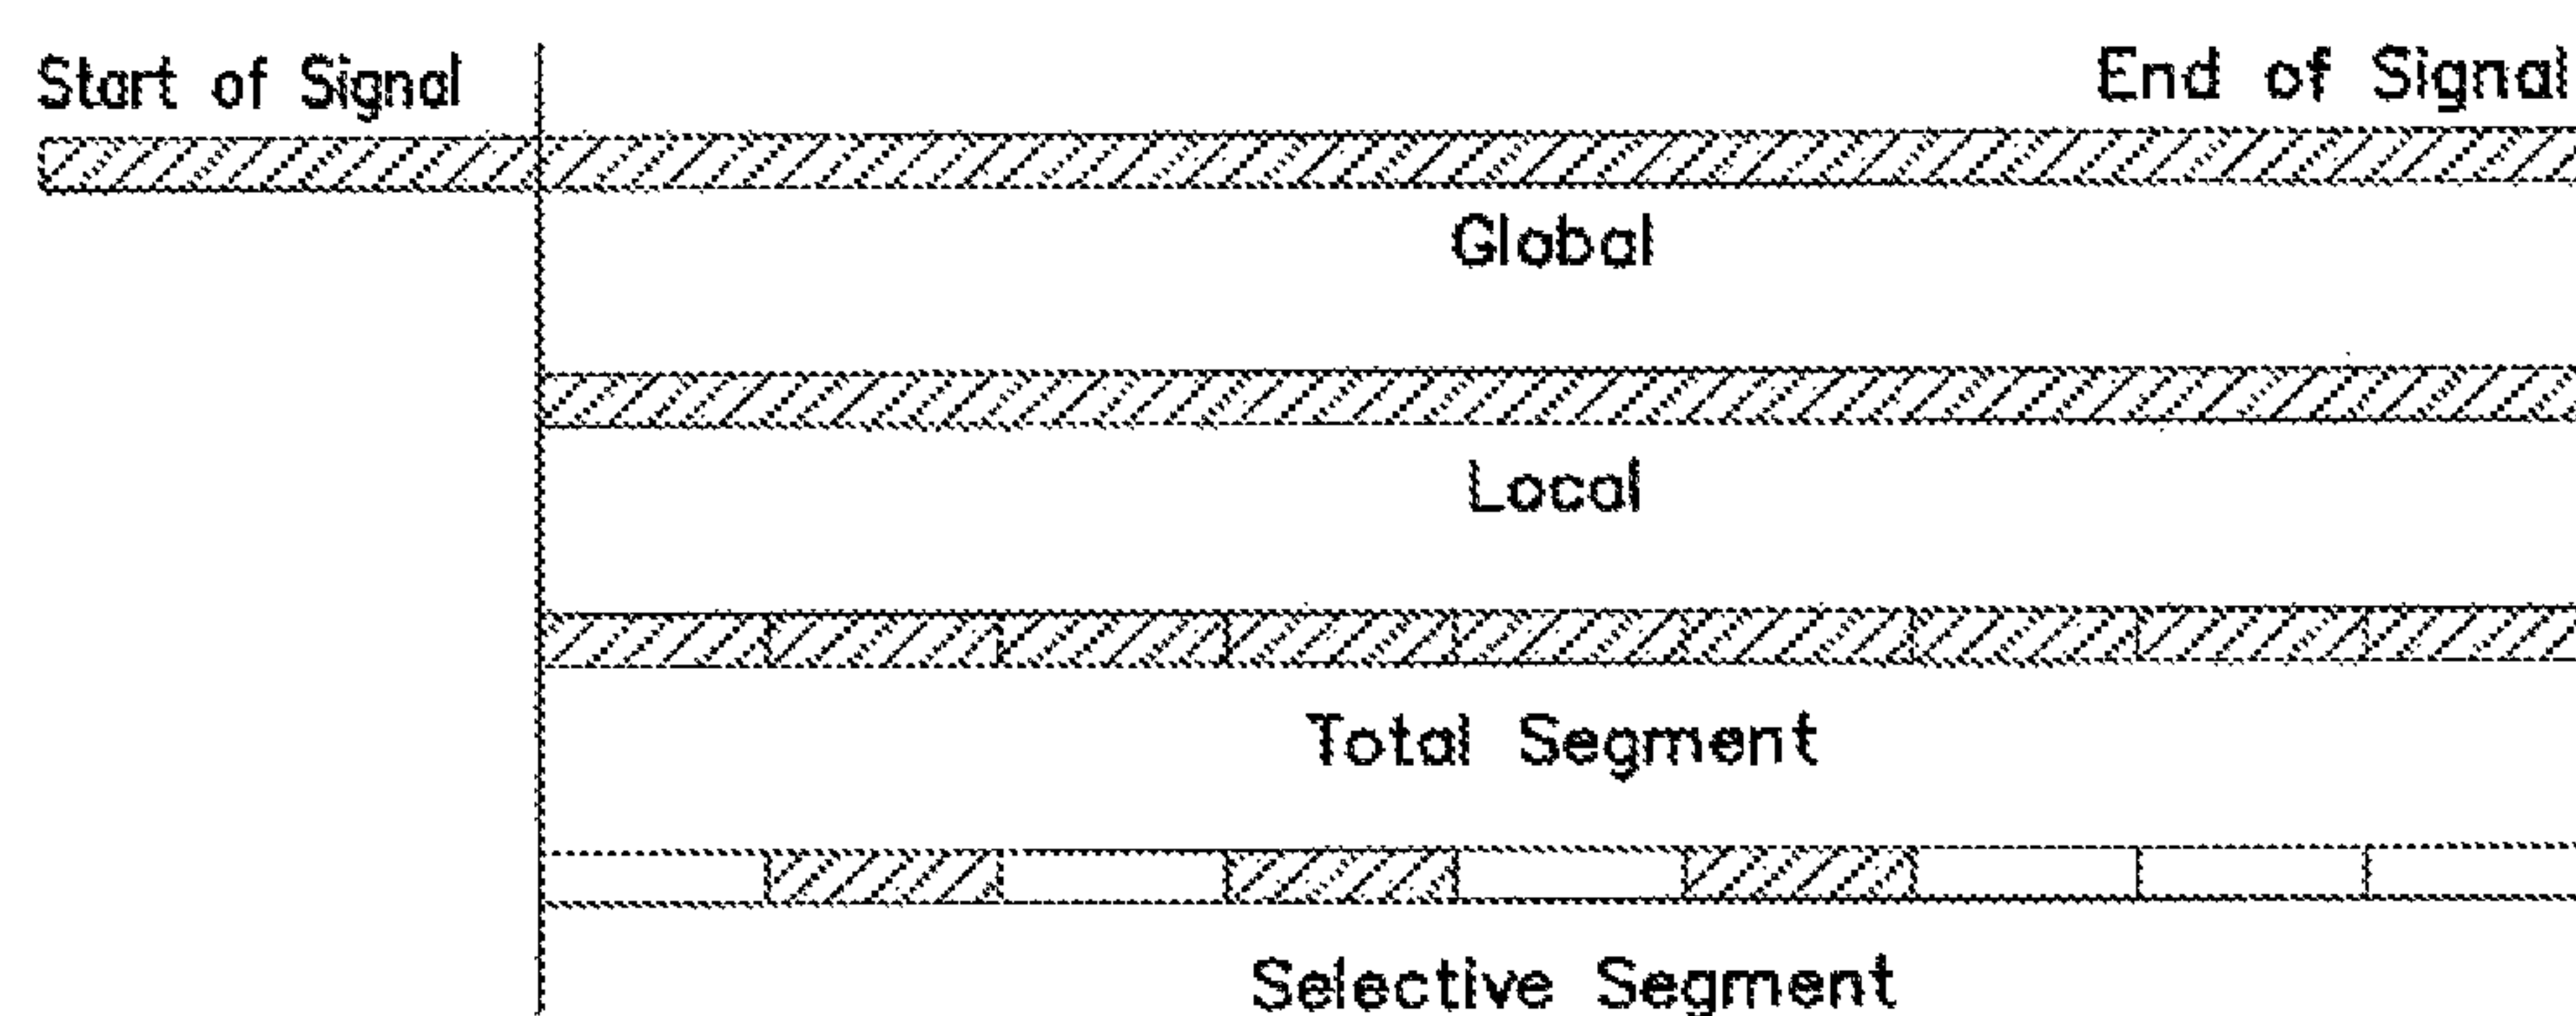 Start of Signal
End of Signal
Global
Local
Total Segment
Selective Segment